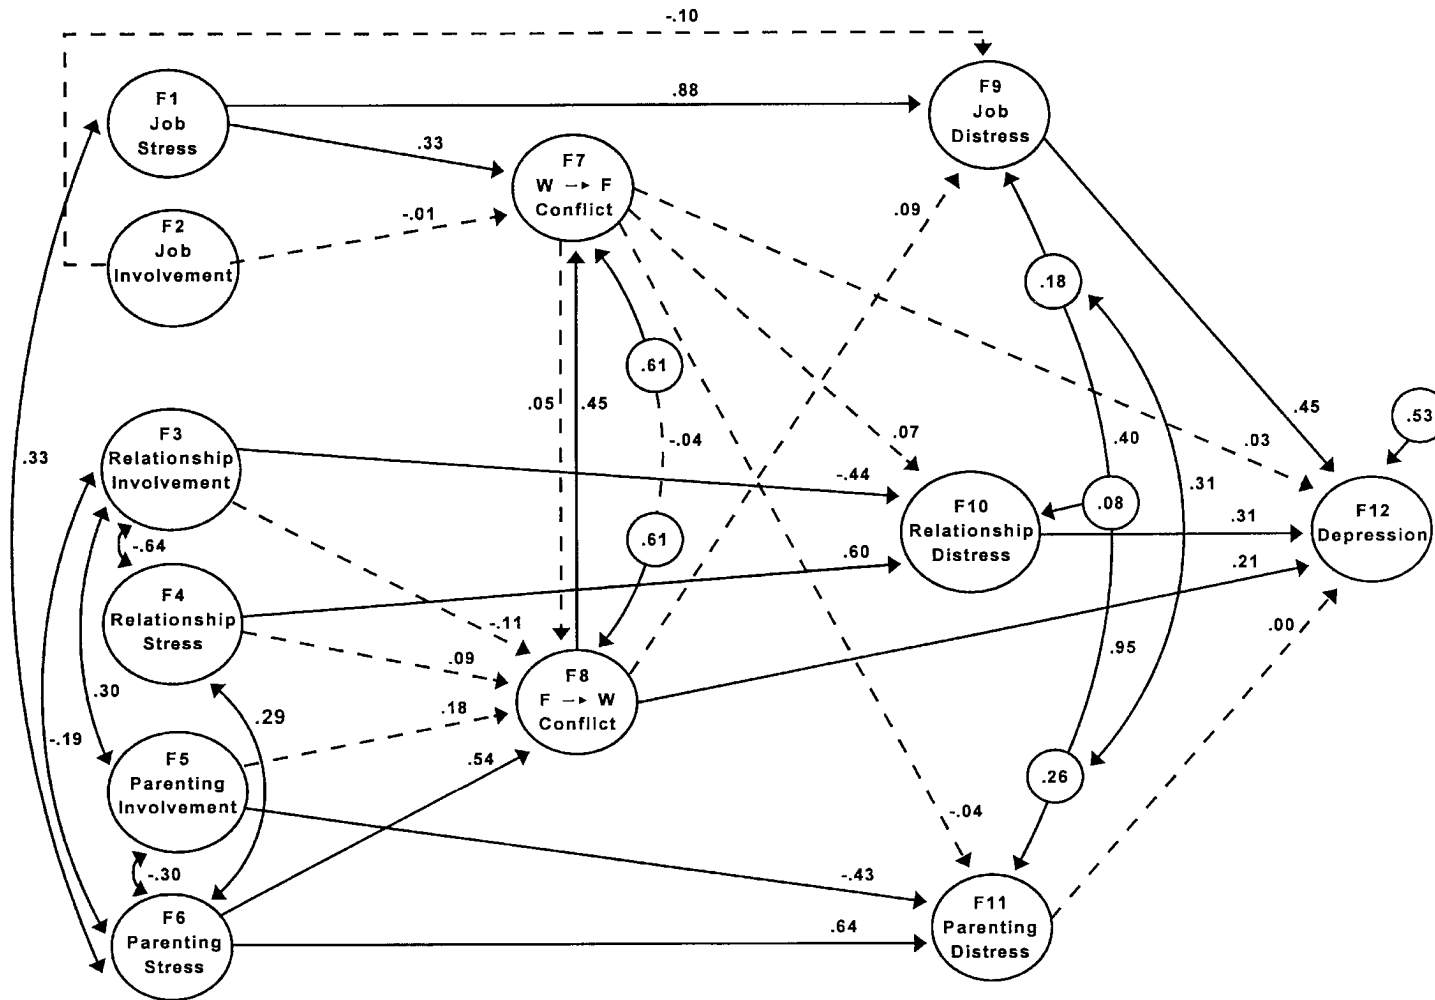 -.10
F1
Job
Stress
.88
F9
Job
Distress
.33
F7
W → F
Conflict
F2
Job
Involvement
-.01
.09
.18
.61
.05
.45
-.04
.07
.40
.03
.45
.53
.33
F3
Relationship
Involvement
-.44
.31
F10
Relationship
Distress
.08
.31
F12
Depression
-.64
.61
.60
.21
F4
Relationship
Stress
-.11
.09
.00
.95
.30
.29
.18
F8
F → W
Conflict
-.19
F5
Parenting
Involvement
.54
.26
-.04
-.30
-.43
F6
Parenting
Stress
.64
F11
Parenting
Distress